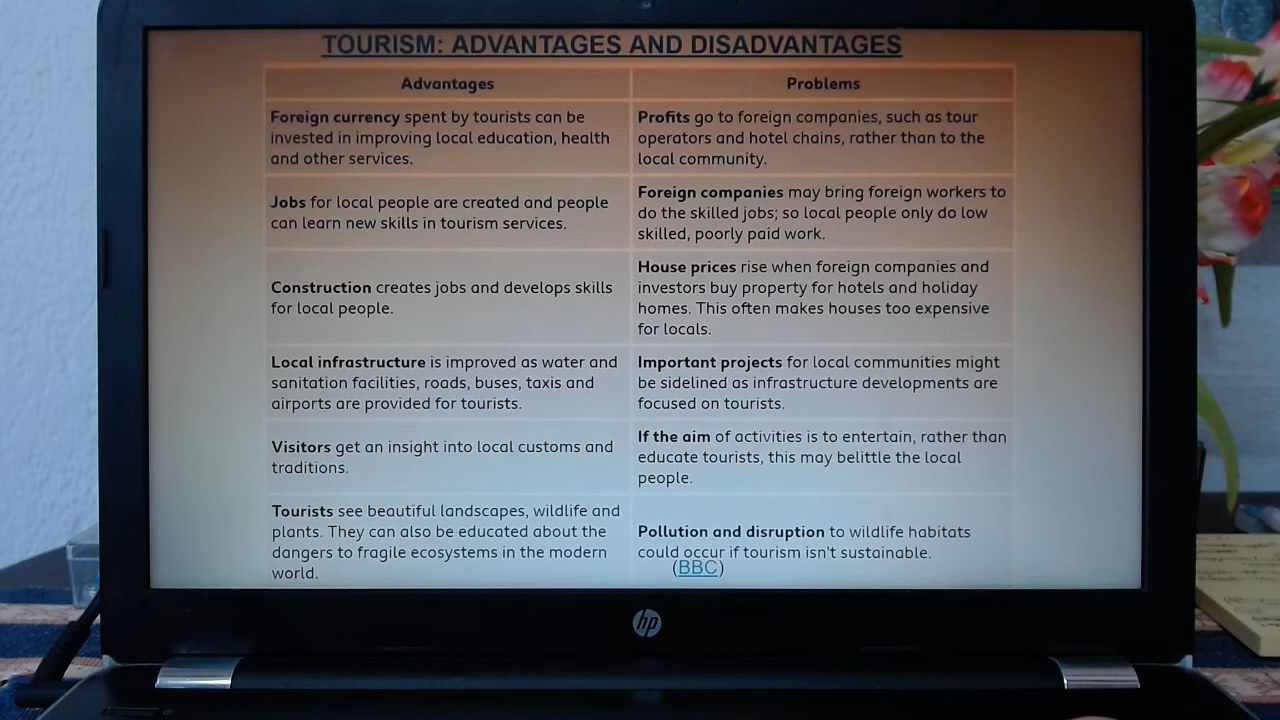 TOURISM: ADVANTAGES AND DISADVANTAGES
Advantages
Problems
Foreign currency spent by tourists can be
invested in improving local education, health
and other services.
Profits go to foreign companies, such as tour
operators and hotel chains, rather than to the
local community.
Jobs for local people are created and people
can learn new skills in tourism services.
Foreign companies may bring foreign workers to
do the skilled jobs; so local people only do low
skilled, poorly paid work.
Construction creates jobs and develops skills
for local people.
House prices rise when foreign companies and
investors buy property for hotels and holiday
homes. This often makes houses too expensive
for locals.
Local infrastructure is improved as water and
sanitation facilities, roads, buses, taxis and
airports are provided for tourists.
Important projects for local communities might
be sidelined as infrastructure developments are
focused on tourists.
Visitors get an insight into local customs and
traditions.
If the aim of activities is to entertain, rather than
educate tourists, this may belittle the local
people.
Tourists see beautiful landscapes, wildlife and
plants. They can also be educated about the
dangers to fragile ecosystems in the modern
world.
Pollution and disruption to wildlife habitats
could occur if tourism isn't sustainable.
(BBC)
hp